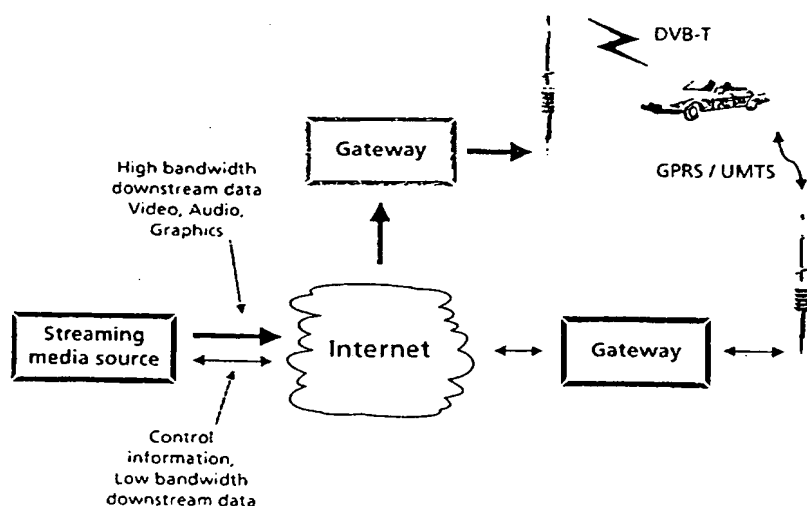 DVB-T
Gateway
High bandwidth
downstream data
Video, Audio,
Graphics
GPRS / UMTS
Streaming
media source
Internet
Gateway
Control
information,
Low bandwidth
downstream data